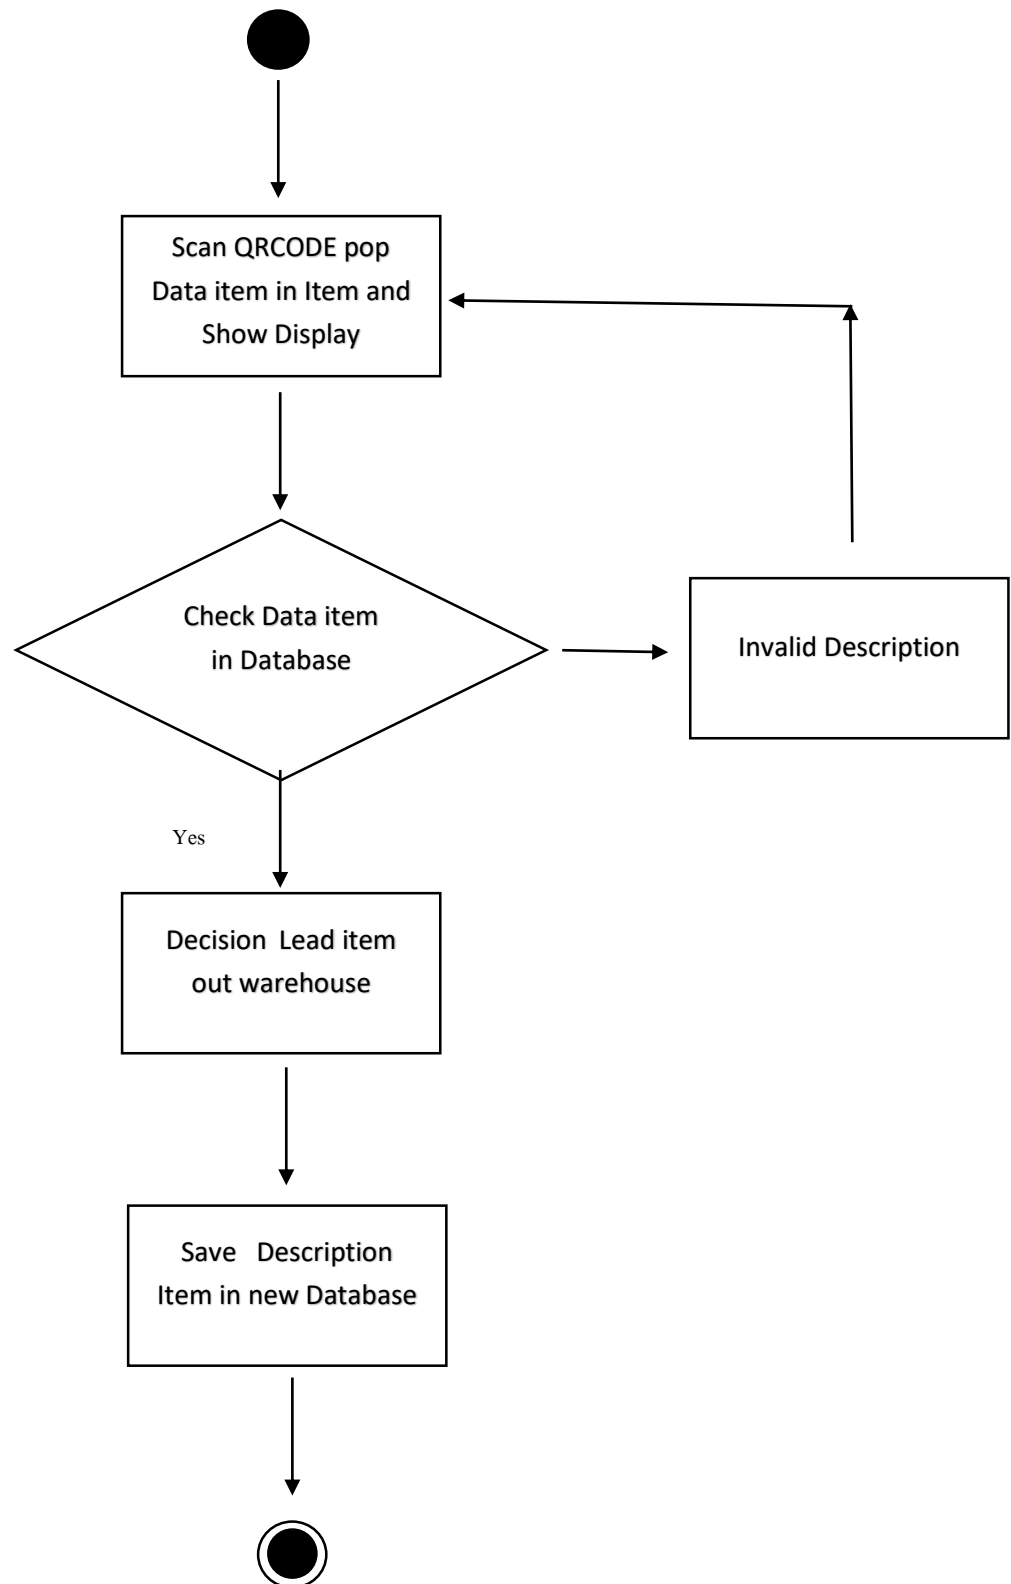 Scan QRCODE pop
Data item in Item and
Show Display
Check Data item
in Database
Invalid Description
Yes
Decision  Lead item
out warehouse
Save   Description
Item in new Database